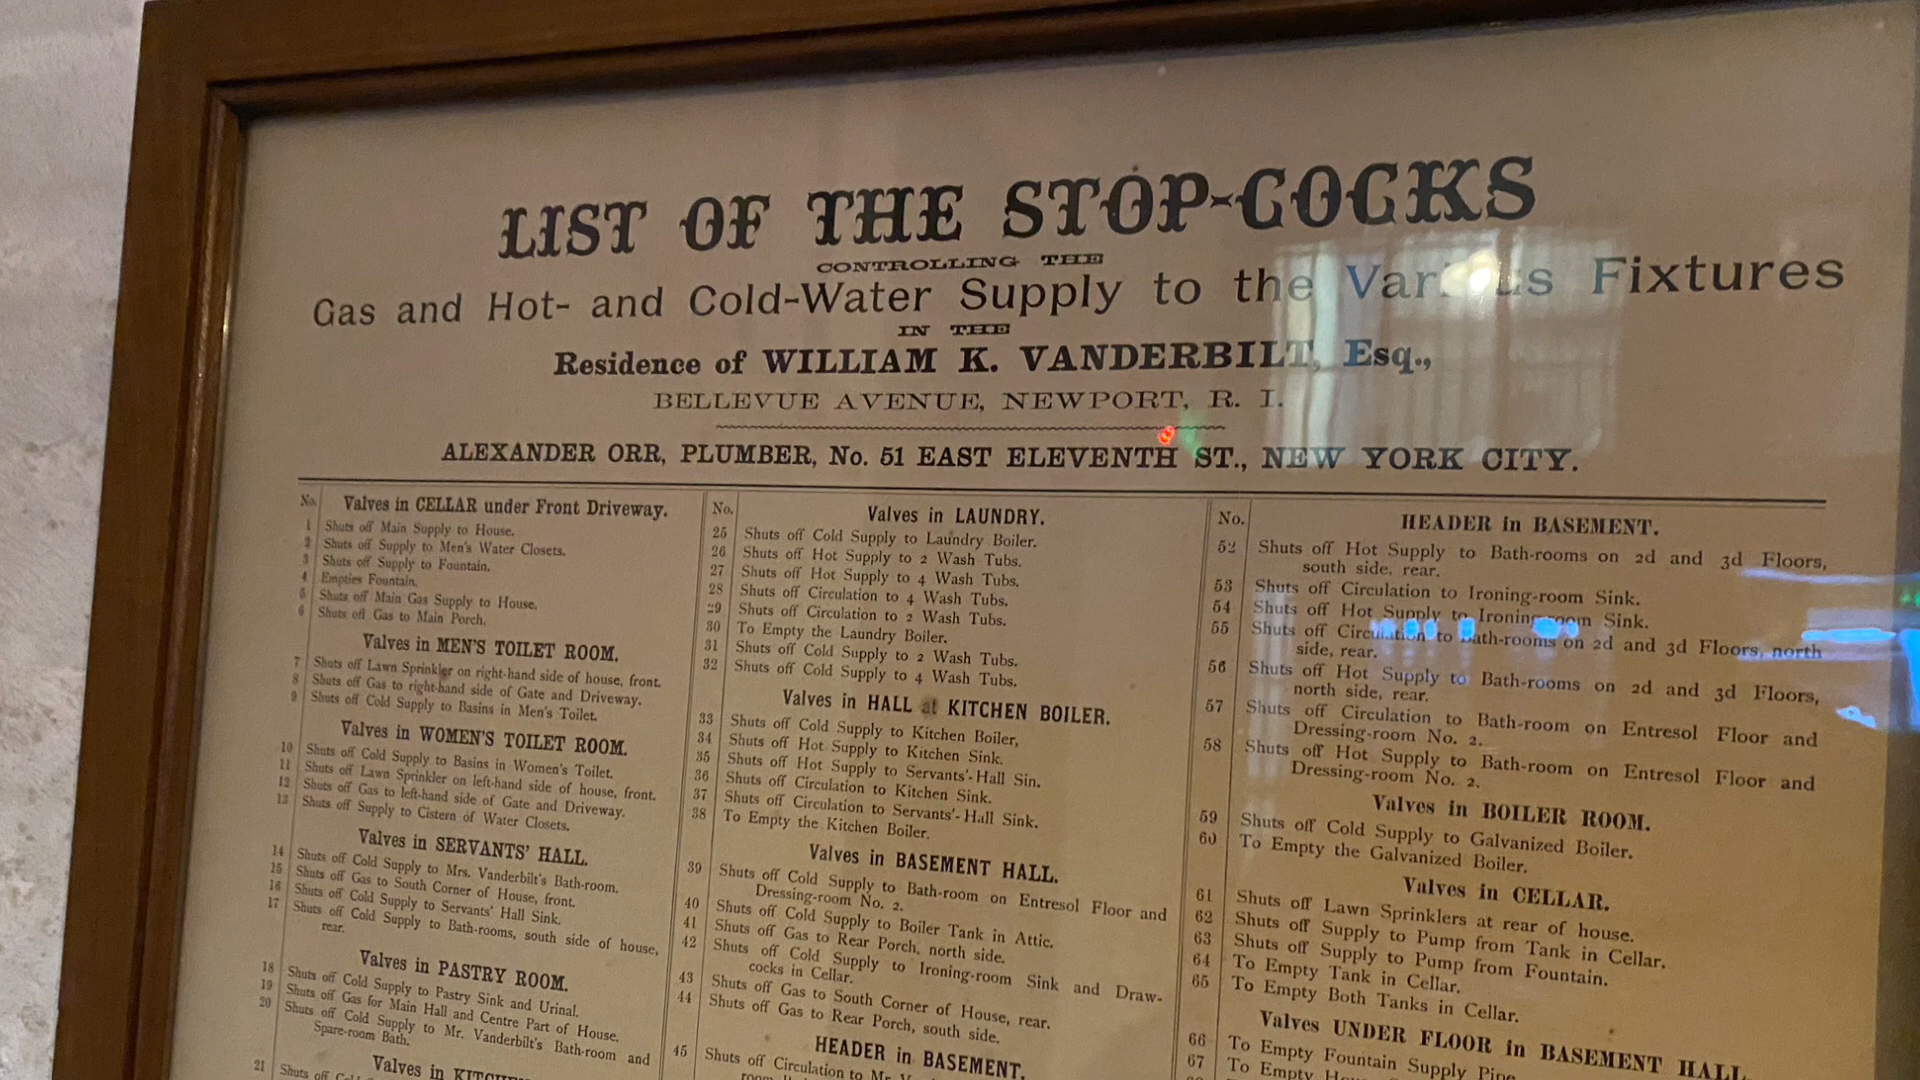 LIST OF THE STOP-COCKS
CONTROLLING THE
Gas and Hot- and Cold-Water Supply to the Various Fixtures
IN THE
Residence of WILLIAM K. VANDERBILT, Esq.,
BELLEVUE AVENUE, NEWPORT, R. I.
ALEXANDER ORR, PLUMBER, No. 51 EAST ELEVENTH ST., NEW YORK CITY.
No. Valves in CELLAR under Front Driveway.
1 Shuts off Main Supply to House.
2 Shuts off Supply to Men's Water Closets.
3 Shuts off Supply to Fountain.
4 Empties Fountain.
5 Shuts off Main Gas Supply to House.
6 Shuts off Gas to Main Porch.
Valves in MEN'S TOILET ROOM.
7 Shuts off Lawn Sprinkler on right-hand side of house, front.
8 Shuts off Gas to right-hand side of Gate and Driveway.
9 Shuts off Cold Supply to Basins in Men's Toilet.
Valves in WOMEN'S TOILET ROOM.
10 Shuts off Cold Supply to Basins in Women's Toilet.
11 Shuts off Lawn Sprinkler on left-hand side of house, front.
12 Shuts off Gas to left-hand side of Gate and Driveway.
13 Shuts off Supply to Cistern of Water Closets.
Valves in SERVANTS' HALL.
14 Shuts off Cold Supply to Mrs. Vanderbilt's Bath-room.
15 Shuts off Gas to South Corner of House, front.
16 Shuts off Cold Supply to Servants' Hall Sink.
17 Shuts off Cold Supply to Bath-rooms, south side of house,
rear.
Valves in PASTRY ROOM.
18 Shuts off Cold Supply to Pastry Sink and Urinal.
19 Shuts off Gas for Main Hall and Centre Part of House.
20 Shuts off Cold Supply to Mr. Vanderbilt's Bath-room and
Spare-room Bath.
Valves in
21 Shuts off
No. Valves in LAUNDRY.
25 Shuts off Cold Supply to Laundry Boiler.
26 Shuts off Hot Supply to 2 Wash Tubs.
27 Shuts off Hot Supply to 4 Wash Tubs.
28 Shuts off Circulation to 4 Wash Tubs.
29 Shuts off Circulation to 2 Wash Tubs.
30 To Empty the Laundry Boiler.
31 Shuts off Cold Supply to 2 Wash Tubs.
32 Shuts off Cold Supply to 4 Wash Tubs.
Valves in HALL at KITCHEN BOILER.
33 Shuts off Cold Supply to Kitchen Boiler,
34 Shuts off Hot Supply to Kitchen Sink.
35 Shuts off Hot Supply to Servants'-Hall Sin.
36 Shuts off Circulation to Kitchen Sink.
37 Shuts off Circulation to Servants'-Hall Sink.
38 To Empty the Kitchen Boiler.
Valves in BASEMENT HALL.
39 Shuts off Cold Supply to Bath-room on Entresol Floor and
Dressing-room No. 2.
40 Shuts off Cold Supply to Boiler Tank in Attic.
41 Shuts off Gas to Rear Porch, north side.
42 Shuts off Cold Supply to Ironing-room Sink and Draw-
cocks in Cellar.
43 Shuts off Gas to South Corner of House, rear.
44 Shuts off Gas to Rear Porch, south side.
HEADER in BASEMENT.
45 Shuts off Circulation to
No. HEADER in BASEMENT.
52 Shuts off Hot Supply to Bath-rooms on 2d and 3d Floors,
south side, rear.
53 Shuts off Circulation to Ironing-room Sink.
54 Shuts off Hot Supply to Ironing-room Sink.
55 Shuts off Circulation to Bath-rooms on 2d and 3d Floors, north
side, rear.
56 Shuts off Hot Supply to Bath-rooms on 2d and 3d Floors,
north side, rear.
57 Shuts off Circulation to Bath-room on Entresol Floor and
Dressing-room No. 2.
58 Shuts off Hot Supply to Bath-room on Entresol Floor and
Dressing-room No. 2.
Valves in BOILER ROOM.
59 Shuts off Cold Supply to Galvanized Boiler.
60 To Empty the Galvanized Boiler.
Valves in CELLAR.
61 Shuts off Lawn Sprinklers at rear of house.
62 Shuts off Supply to Pump from Tank in Cellar.
63 Shuts off Supply to Pump from Fountain.
64 To Empty Tank in Cellar.
65 To Empty Both Tanks in Cellar.
Valves UNDER FLOOR in BASEMENT HALL.
66 To Empty Fountain Supply Pipe
67 To Empty